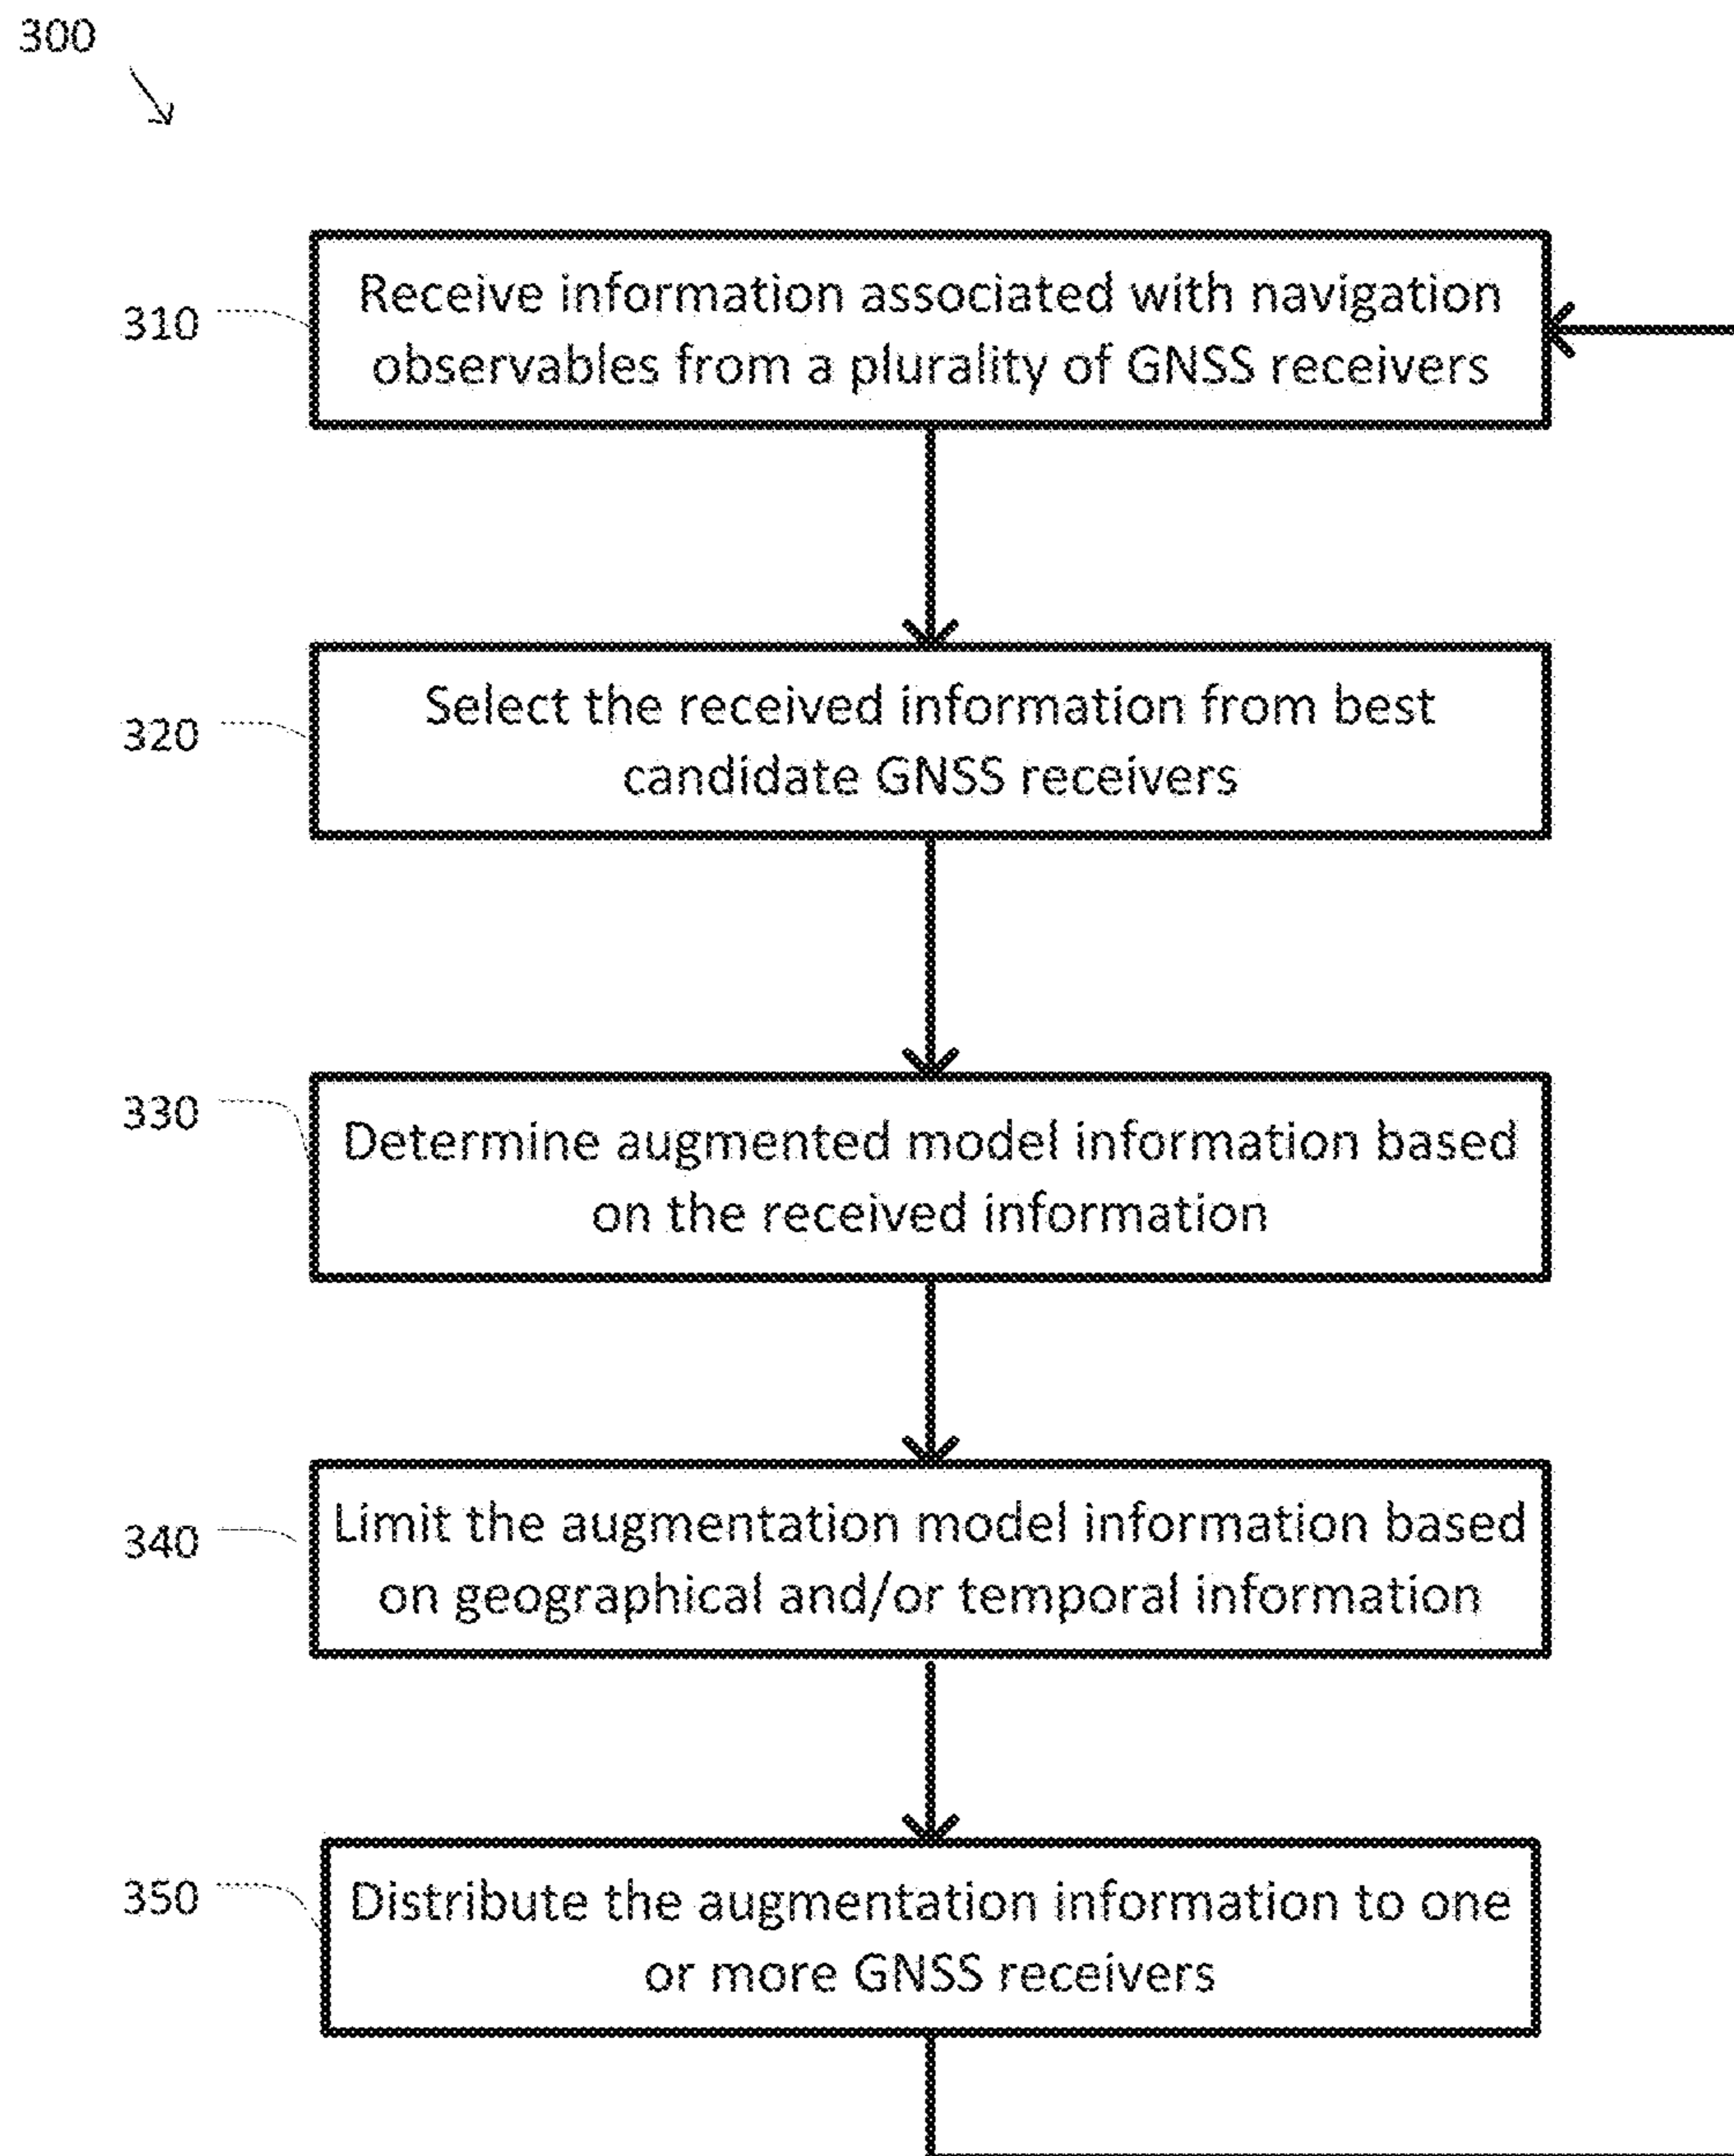 300
310
Receive information associated with navigation
observables from a plurality of GNSS receivers
320
Select the received information from best
candidate GNSS receivers
330
Determine augmented model information based
on the received information
340
Limit the augmentation model information based
on geographical and/or temporal information
350
Distribute the augmentation information to one
or more GNSS receivers